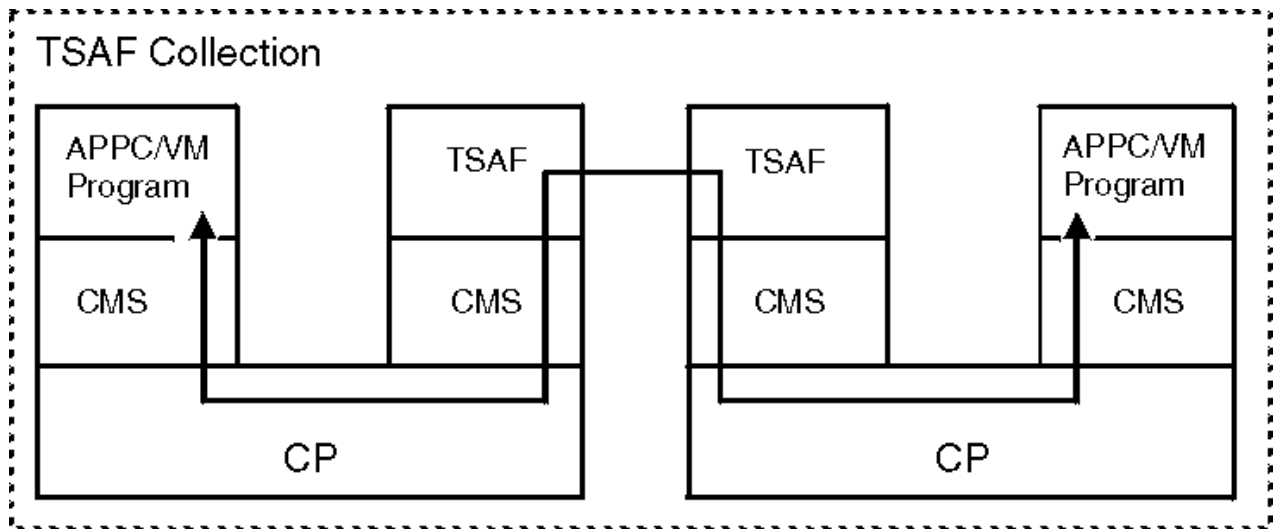 TSAF Collection
APPC/VM
Program
TSAF
TSAF
APPC/VM
Program
CMS
CMS
CMS
CMS
CP
CP